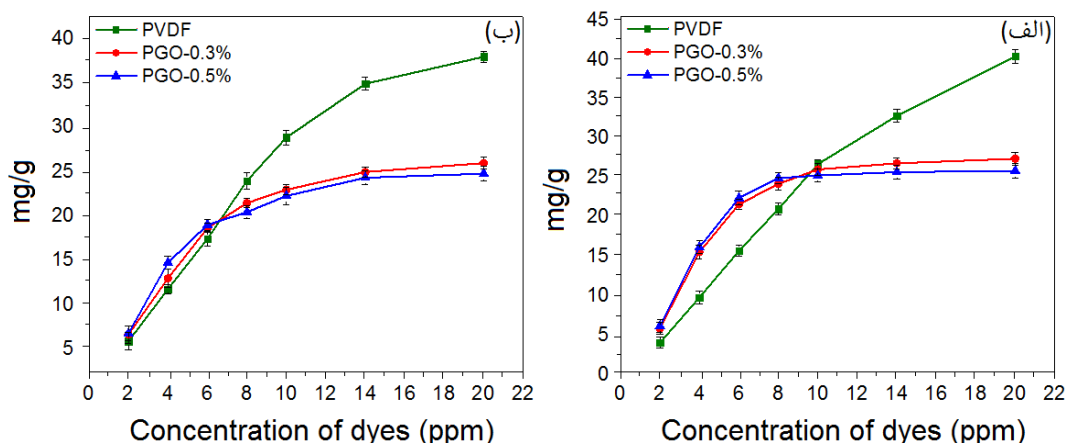 (ب)
PVDF
PGO-0.3%
PGO-0.5%
mg/g
40
35
30
25
20
15
10
5
0 2 4 6 8 10 12 14 16 18 20 22
Concentration of dyes (ppm)
(الف)
PVDF
PGO-0.3%
PGO-0.5%
mg/g
45
40
35
30
25
20
15
10
5
0
0 2 4 6 8 10 12 14 16 18 20 22
Concentration of dyes (ppm)